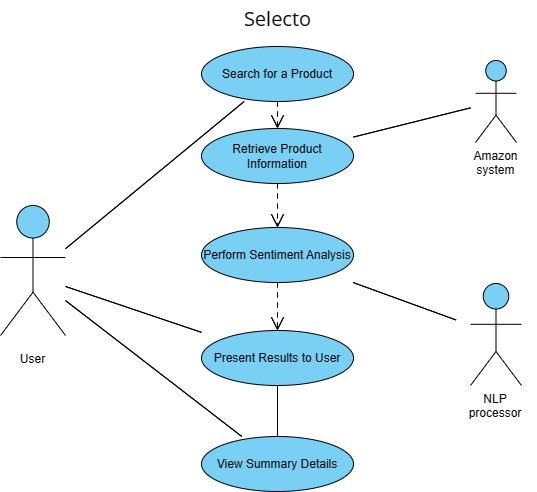 Selecto
Search for a Product
Retrieve Product
Information
Amazon
system
Perform Sentiment Analysis
User
Present Results to User
NLP
processor
View Summary Details